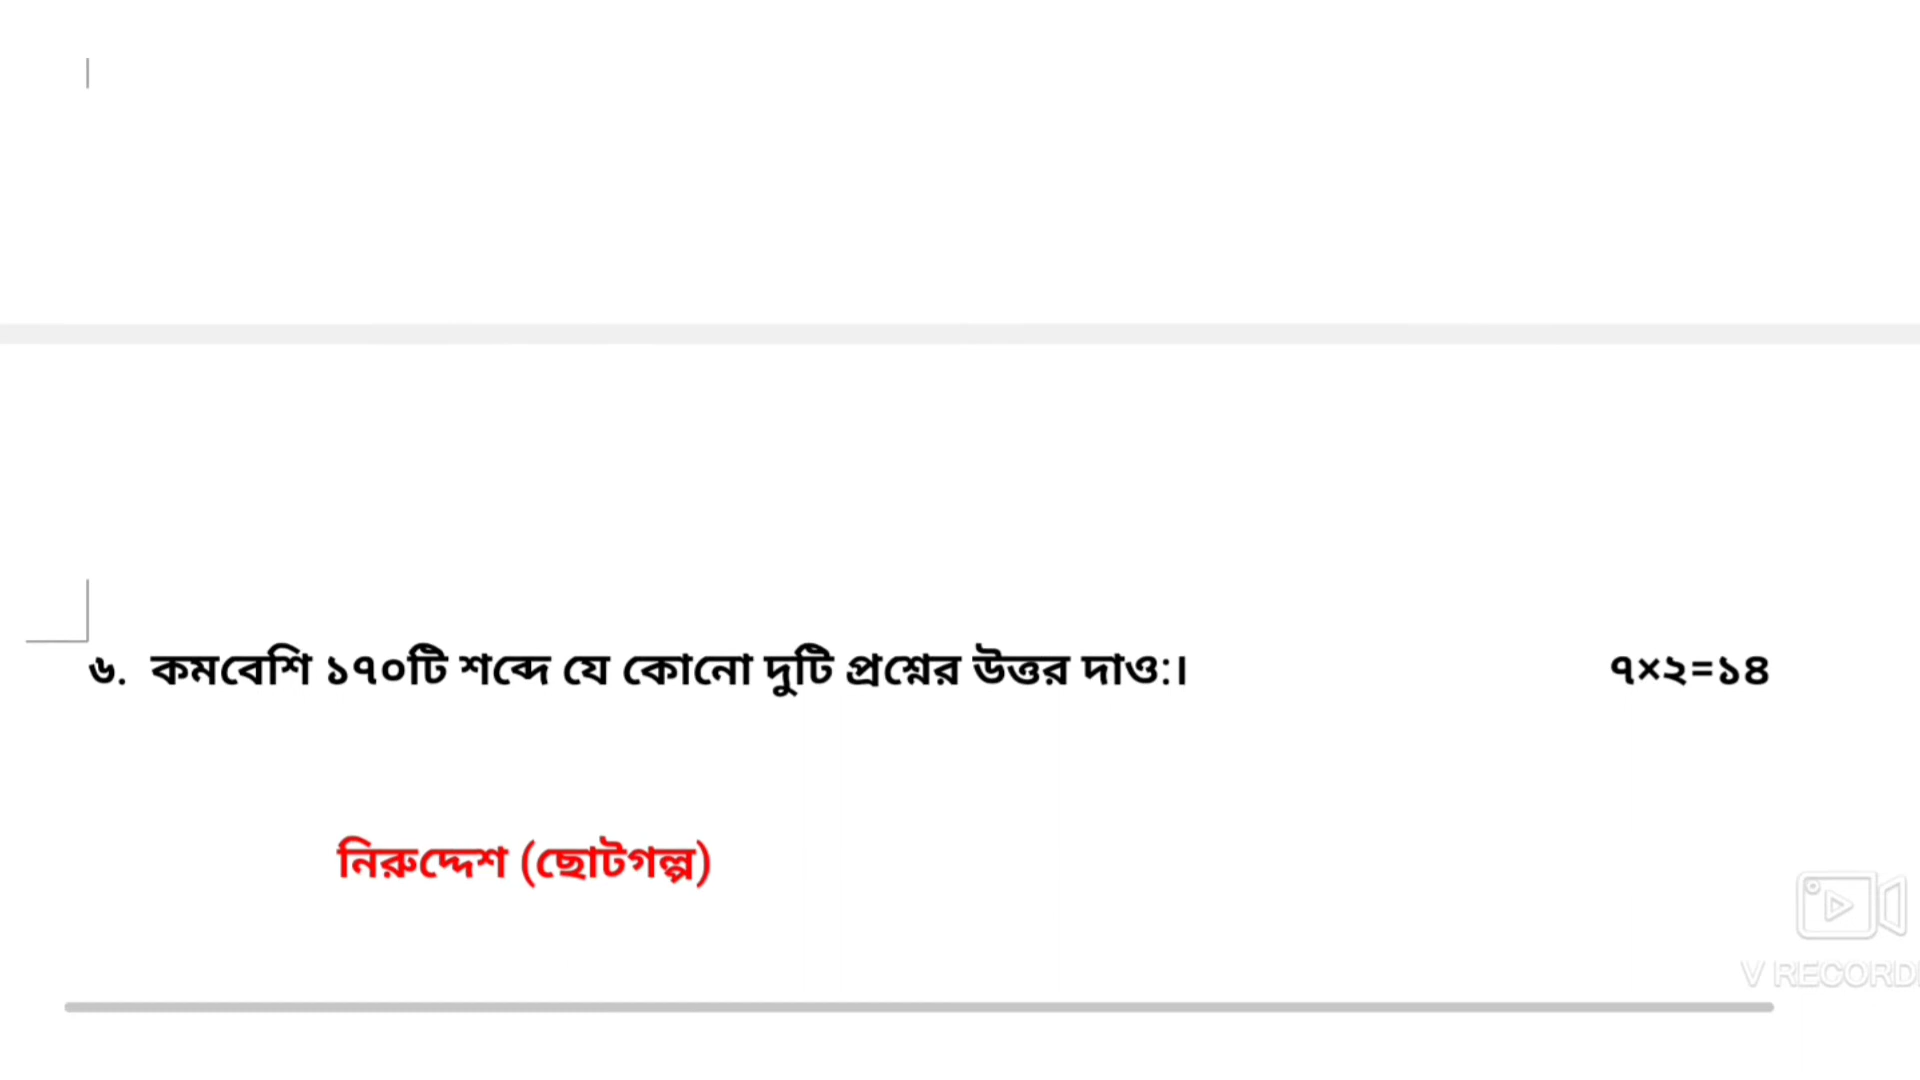 ৬. কমবেশি ১৭০টি শব্দে যে কোনো দুটি প্রশ্নের উত্তর দাও:। ৭×২=১৪
নিরুদ্দেশ (ছোটগল্প)
V RECORD